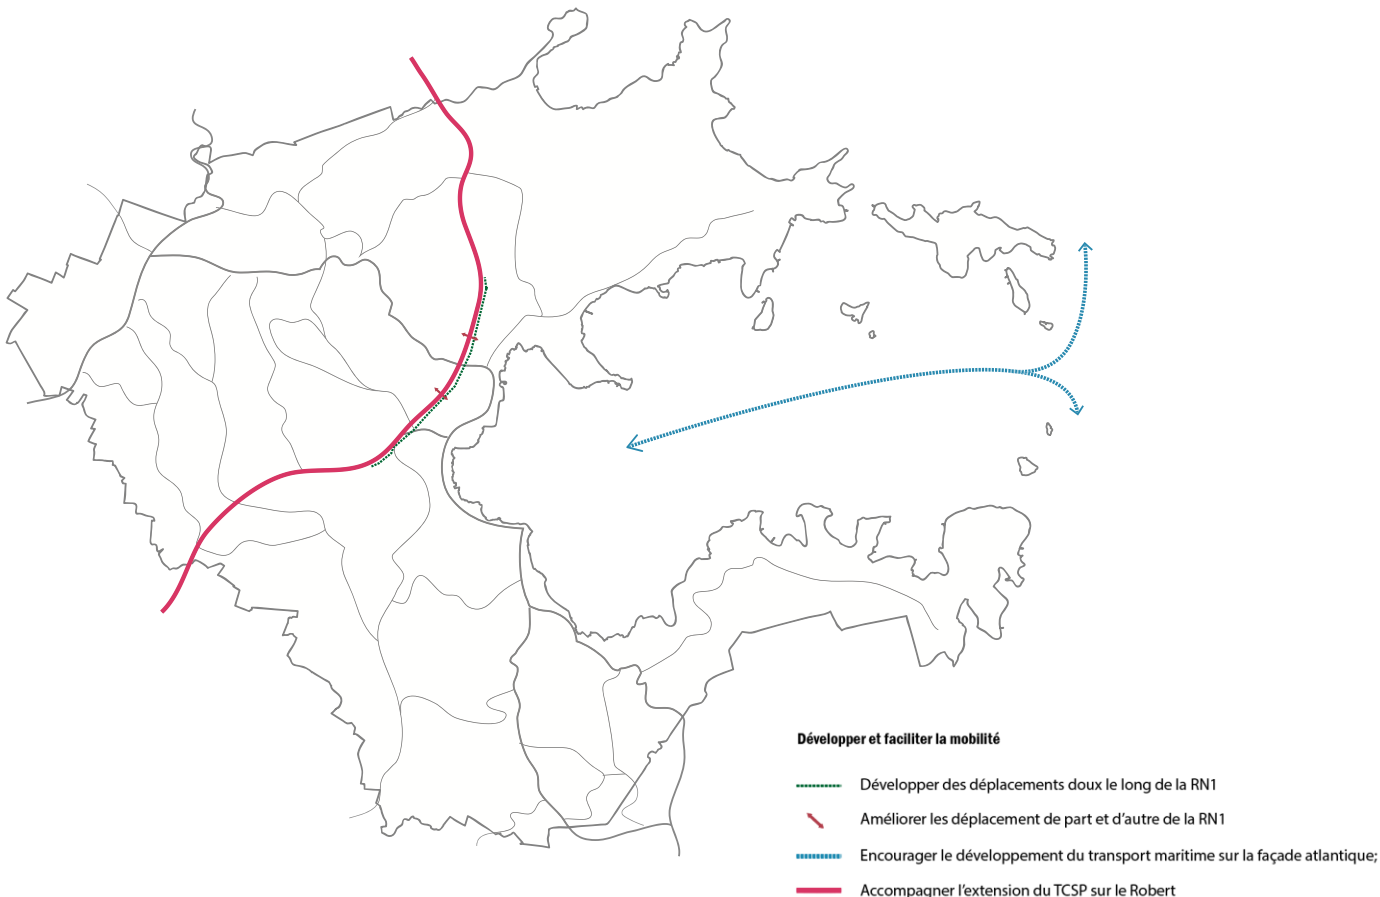 Développer et faciliter la mobilité
Développer des déplacements doux le long de la RN1
Améliorer les déplacement de part et d'autre de la RN1
Encourager le développement du transport maritime sur la façade atlantique;
Accompagner l'extension du TCSP sur le Robert